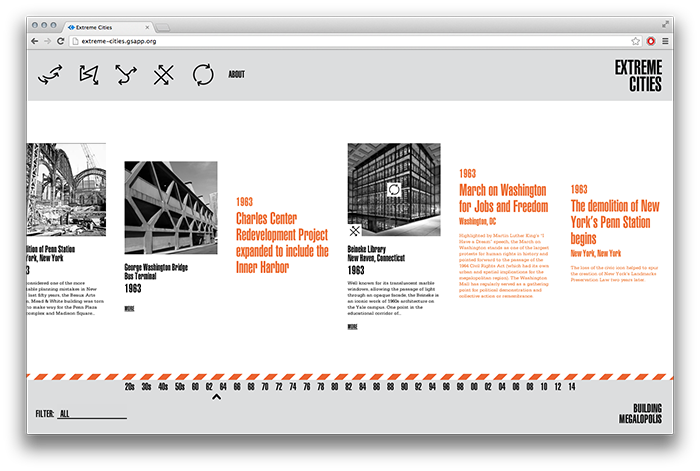 Extreme Cities
extreme-cities.gsapp.org
ABOUT
EXTREME
CITIES
ition of Penn Station
rk, New York
3
onsidered one of the more
table planning mistakes in New
last fifty years, the Beaux Arts
n, Mead & White building was torn
to make way for the Penn Plaza
omplex and Madison Square..
George Washington Bridge
Bus Terminal
1963
MORE
1963
Charles Center
Redevelopment Project
expanded to include the
Inner Harbor
Beineke Library
New Haven, Connecticut
1963
Well known for its translucent marble
windows, allowing the passage of light
through an opaque facade, the Beineke is
an iconic work of 1960s architecture on
the Yale campus. One point in the
educational corridor of..
MORE
1963
March on Washington
for Jobs and Freedom
Washington, DC
Highlighted by Martin Luther King's 'I
Have a Dream' speech, the March on
Washington stands as one of the largest
protests for human rights in history and
pointed forward to the passage of the
1964 Civil Rights Act (which had its own
urban and spatial explications for the
megapolitan region). The Washington
Mall has regularly served as a gathering
point for political demonstration and
collective action or remembrance.
1963
The demolition of New
York's Penn Station
begins
New York, New York
The loss of the civic icon helped to spur
the creation of New York's Landmarks
Preservation Law two years later.
20s 30s 40s 50s 60 62 64 66 68 70 72 74 76 78 80 82 84 86 88 90 92 94 96 98 00 02 04 06 08 10 12 14
FILTER: ALL
BUILDING
MEGALOPOLIS